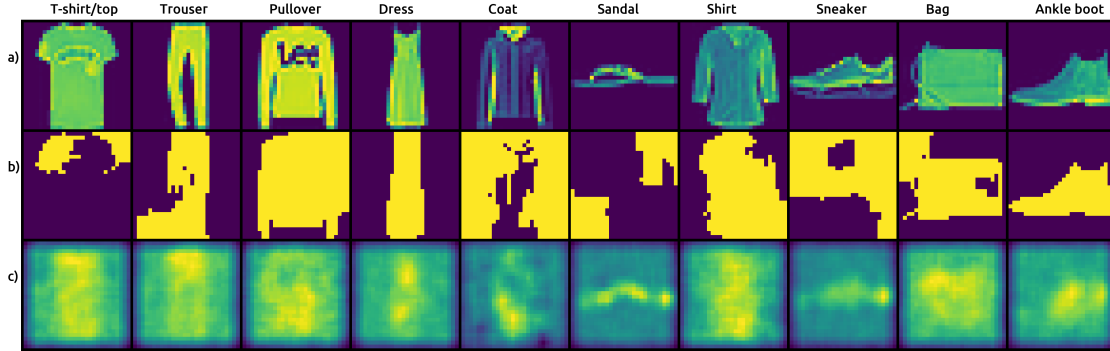 T-shirt/top Trouser Pullover Dress Coat Sandal Shirt Sneaker Bag Ankle boot
a)
b)
c)